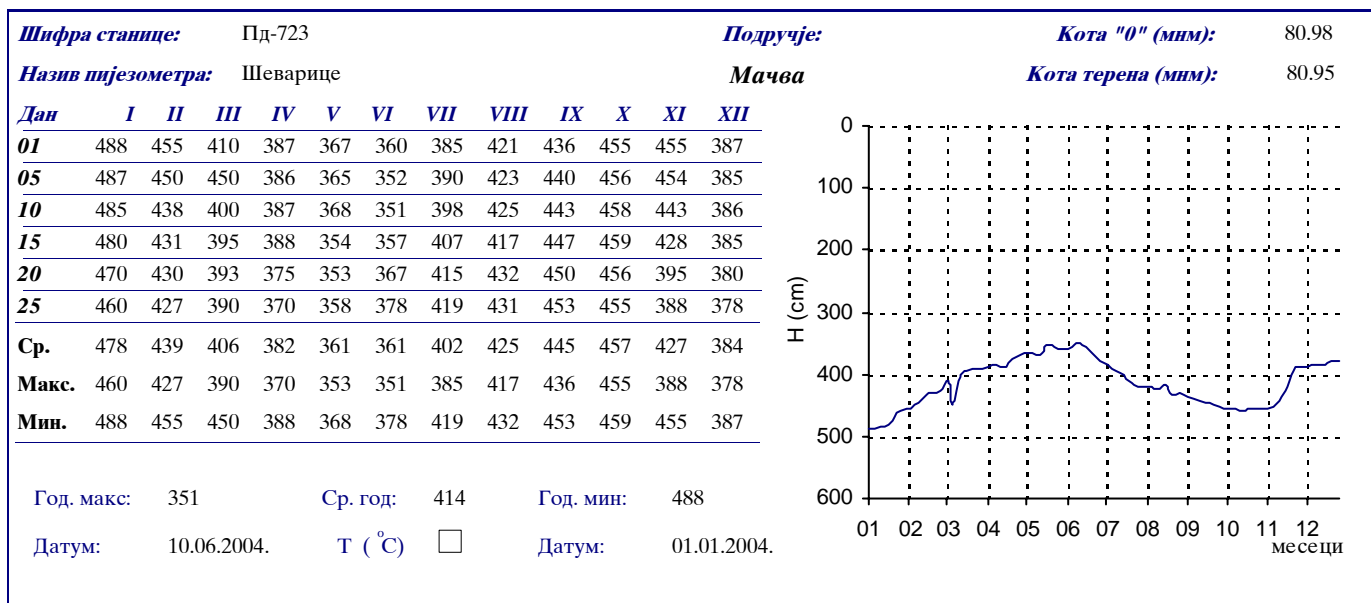 Шифра станице: Пд-723 Подручје: Кота "0" (мнм): 80.98
Назив пијезометра: Шеварице Мачва Кота терена (мнм): 80.95
Дан I II III IV V VI VII VIII IX X XI XII
01 488 455 410 387 367 360 385 421 436 455 455 387
05 487 450 450 386 365 352 390 423 440 456 454 385
10 485 438 400 387 368 351 398 425 443 458 443 386
15 480 431 395 388 354 357 407 417 447 459 428 385
20 470 430 393 375 353 367 415 432 450 456 395 380
25 460 427 390 370 358 378 419 431 453 455 388 378
Ср. 478 439 406 382 361 361 402 425 445 457 427 384
Макс. 460 427 390 370 353 351 385 417 436 455 388 378
Мин. 488 455 450 388 368 378 419 432 453 459 455 387
Год. макс: 351 Ср. год: 414 Год. мин: 488
Датум: 10.06.2004. Т ( °C) Датум: 01.01.2004.
H (cm)
0
100
200
300
400
500
600
01 02 03 04 05 06 07 08 09 10 11 12
месеци